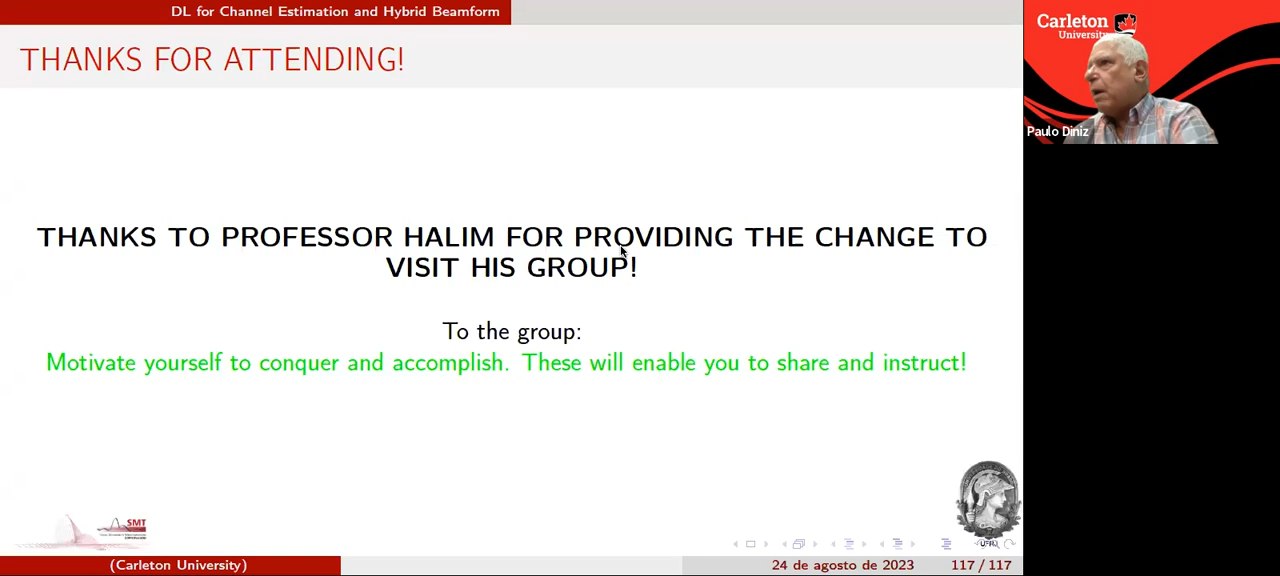 DL for Channel Estimation and Hybrid Beamform
THANKS FOR ATTENDING!
Carleton
University
Paulo Diniz
THANKS TO PROFESSOR HALIM FOR PROVIDING THE CHANGE TO
VISIT HIS GROUP!
To the group:
Motivate yourself to conquer and accomplish. These will enable you to share and instruct!
SMT
UFRJ
(Carleton University)
24 de agosto de 2023
117 / 117